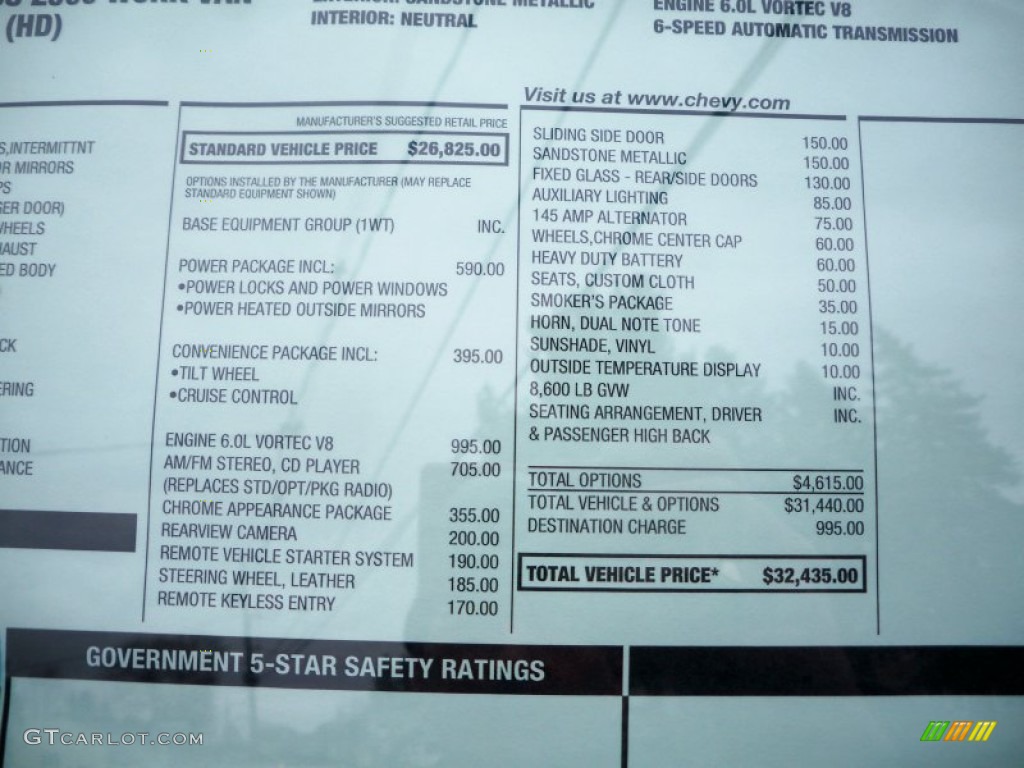 2500 WORK VAN
(HD)
INTERIOR: NEUTRAL
ENGINE 6.0L VORTEC V8
6-SPEED AUTOMATIC TRANSMISSION
Visit us at www.chevy.com
MIRRORS
DOOR)
BODY
MANUFACTURER'S SUGGESTED RETAIL PRICE
STANDARD VEHICLE PRICE $26,825.00
OPTIONS INSTALLED BY THE MANUFACTURER (MAY REPLACE
STANDARD EQUIPMENT SHOWN)
BASE EQUIPMENT GROUP (1WT) INC.
POWER PACKAGE INCL: 590.00
•POWER LOCKS AND POWER WINDOWS
•POWER HEATED OUTSIDE MIRRORS
CONVENIENCE PACKAGE INCL: 395.00
•TILT WHEEL
•CRUISE CONTROL
ENGINE 6.0L VORTEC V8 995.00
AM/FM STEREO, CD PLAYER 705.00
(REPLACES STD/OPT/PKG RADIO)
CHROME APPEARANCE PACKAGE 355.00
REARVIEW CAMERA 200.00
REMOTE VEHICLE STARTER SYSTEM 190.00
STEERING WHEEL, LEATHER 185.00
REMOTE KEYLESS ENTRY 170.00
SLIDING SIDE DOOR 150.00
SANDSTONE METALLIC 150.00
FIXED GLASS - REAR/SIDE DOORS 130.00
AUXILIARY LIGHTING 85.00
145 AMP ALTERNATOR 75.00
WHEELS,CHROME CENTER CAP 60.00
HEAVY DUTY BATTERY 60.00
SEATS, CUSTOM CLOTH 50.00
SMOKER'S PACKAGE 35.00
HORN, DUAL NOTE TONE 15.00
SUNSHADE, VINYL 10.00
OUTSIDE TEMPERATURE DISPLAY 10.00
8,600 LB GVW INC.
SEATING ARRANGEMENT, DRIVER INC.
& PASSENGER HIGH BACK
TOTAL OPTIONS $4,615.00
TOTAL VEHICLE & OPTIONS $31,440.00
DESTINATION CHARGE 995.00
TOTAL VEHICLE PRICE* $32,435.00
GOVERNMENT 5-STAR SAFETY RATINGS
GTCARLOT.COM